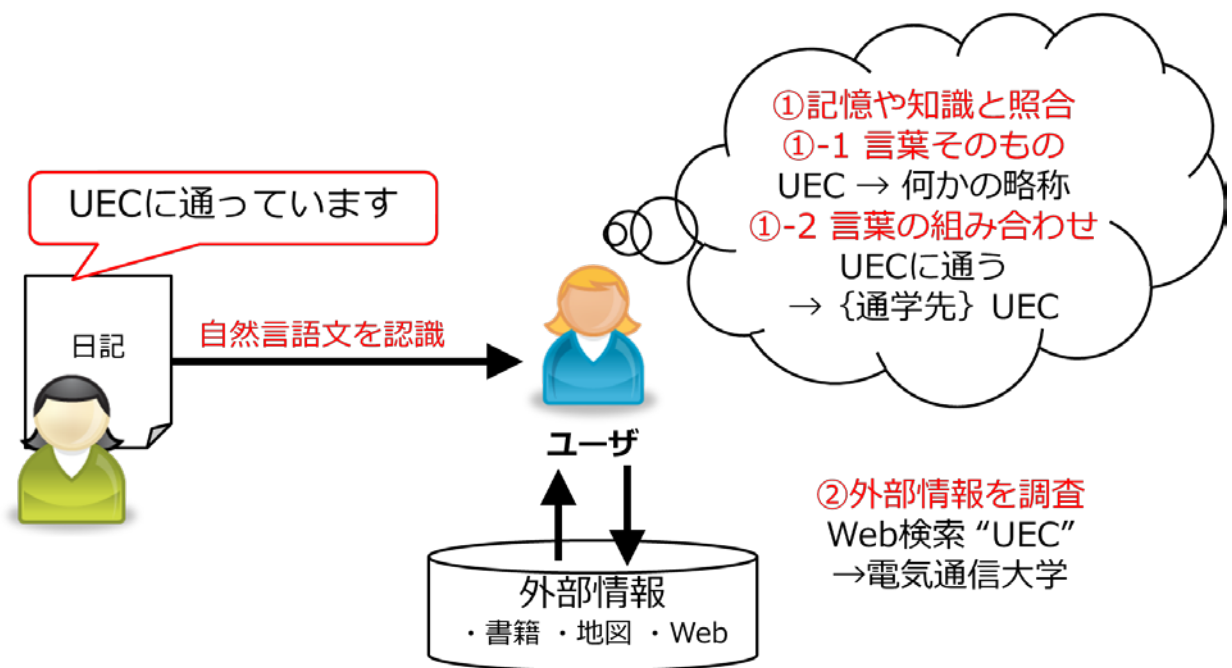 ①記憶や知識と照合
①-1 言葉そのもの
UEC → 何かの略称
①-2 言葉の組み合わせ
UECに通う
→ {通学先} UEC
UECに通っています
日記
自然言語文を認識
ユーザ
②外部情報を調査
Web検索 “UEC”
→電気通信大学
外部情報
・書籍 ・地図 ・Web